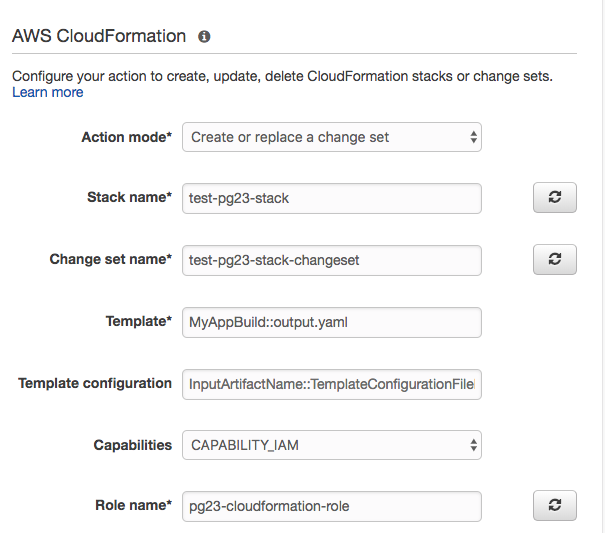 AWS CloudFormation
Configure your action to create, update, delete CloudFormation stacks or change sets.
Learn more
Action mode* Create or replace a change set
Stack name* test-pg23-stack
Change set name* test-pg23-stack-changeset
Template* MyAppBuild::output.yaml
Template configuration InputArtifactName::TemplateConfigurationFile
Capabilities CAPABILITY_IAM
Role name* pg23-cloudformation-role